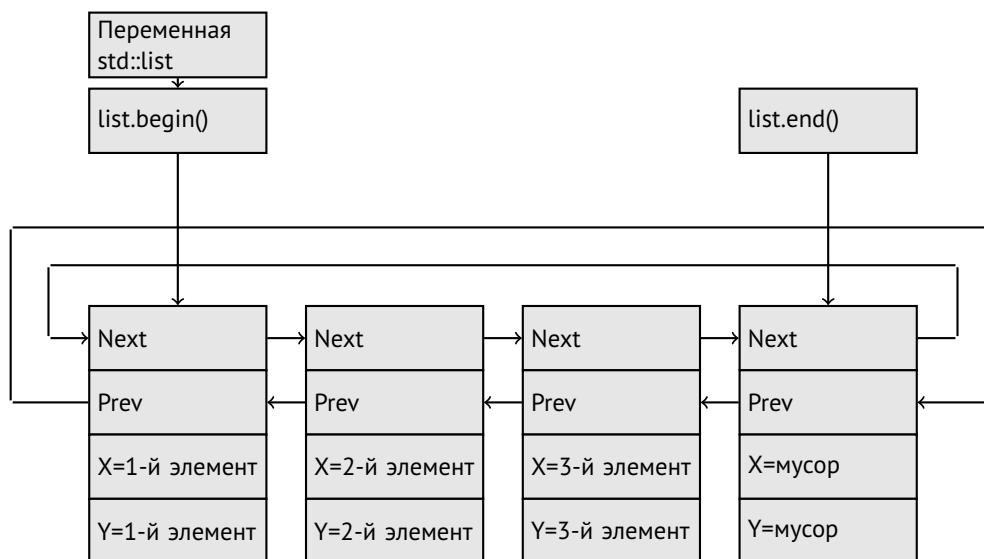 Переменная
std::list
list.begin()
list.end()
Next
Next
Next
Next
Prev
Prev
Prev
Prev
X=1-й элемент
X=2-й элемент
X=3-й элемент
X=мусор
Y=1-й элемент
Y=2-й элемент
Y=3-й элемент
Y=мусор